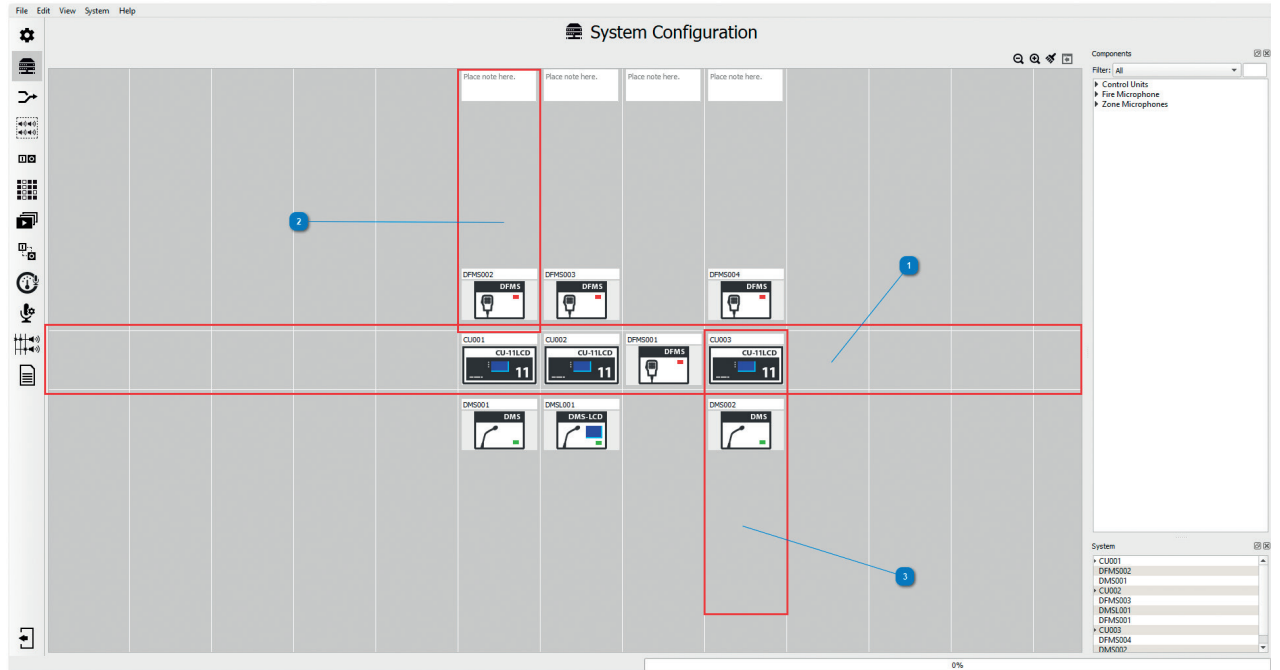 File Edit View System Help
System Configuration
Components
Filter: All
Control Units
Fire Microphone
Zone Microphones
Place note here. Place note here. Place note here. Place note here.
2
1
DFMS002 DFMS003 DFMS004
DFMS DFMS DFMS
CU001 CU002 DFMS001 CU003
CU-11LCD CU-11LCD DFMS CU-11LCD
11 11 11
DMS001 DMSL001 DMS002
DMS DMS-LCD DMS
3
System
CU001
DFMS002
DMS001
CU002
DFMS003
DMSL001
DFMS001
CU003
DFMS004
DMS002
0%